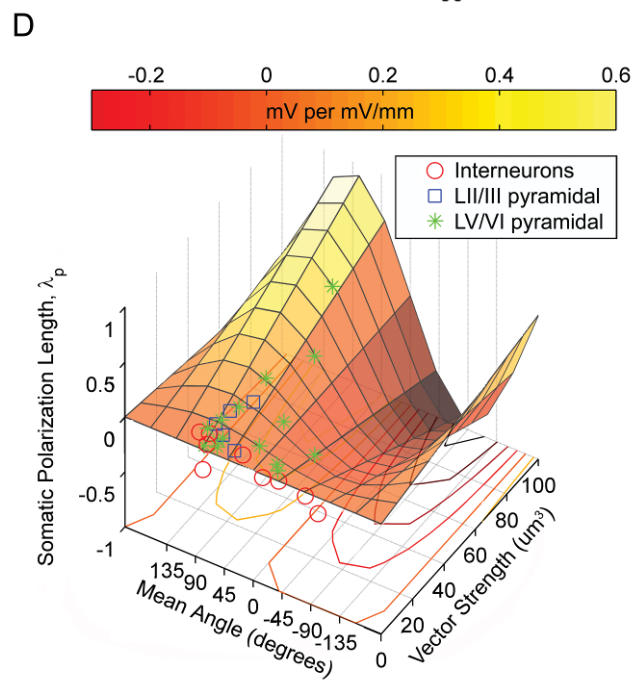 D
-0.2 0 0.2 0.4 0.6
mV per mV/mm
Interneurons
LII/III pyramidal
LV/VI pyramidal
Somatic Polarization Length, λp
1
0.5
0
-0.5
-1
135 90 45 0 -45 -90 -135
Mean Angle (degrees)
0 20 40 60 80 100
Vector Strength (um³)